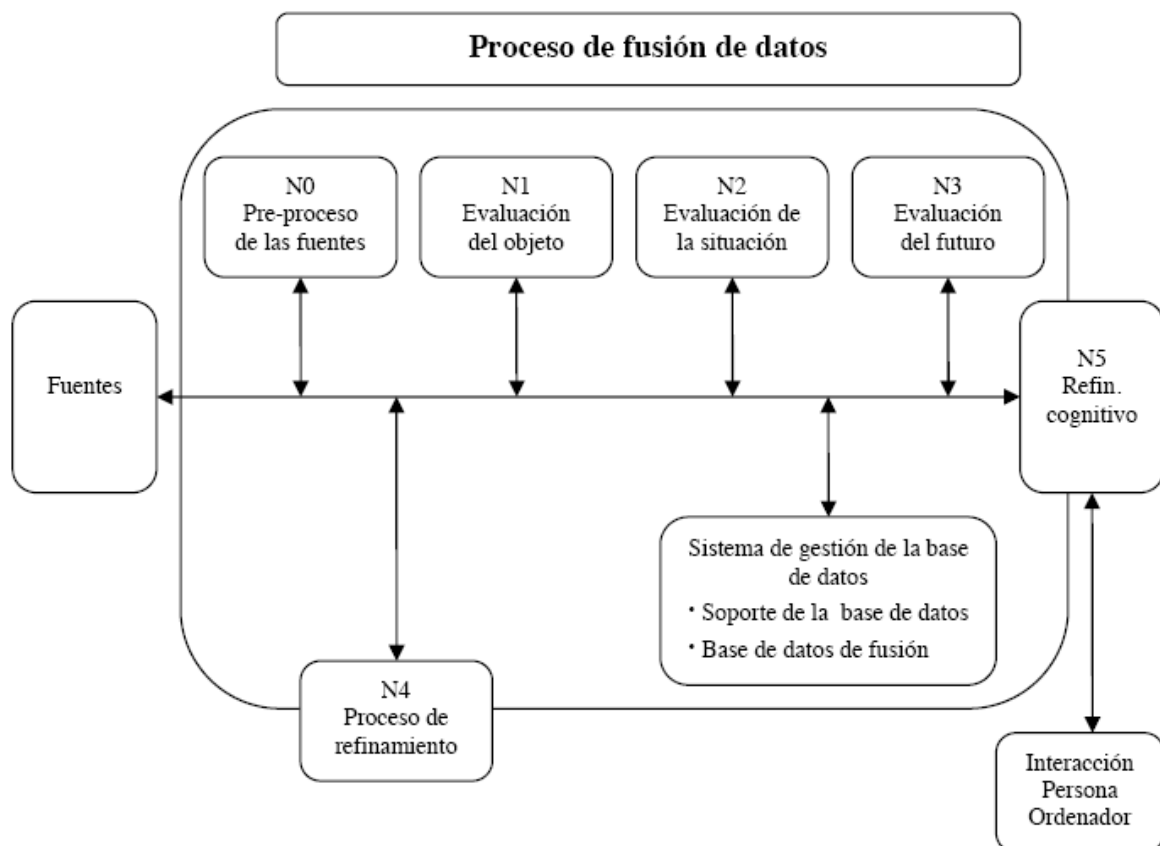 Proceso de fusión de datos
N0
Pre-proceso
de las fuentes
N1
Evaluación
del objeto
N2
Evaluación de
la situación
N3
Evaluación
del futuro
Fuentes
N5
Refin.
cognitivo
Sistema de gestión de la base
de datos
· Soporte de la base de datos
· Base de datos de fusión
N4
Proceso de
refinamiento
Interacción
Persona
Ordenador